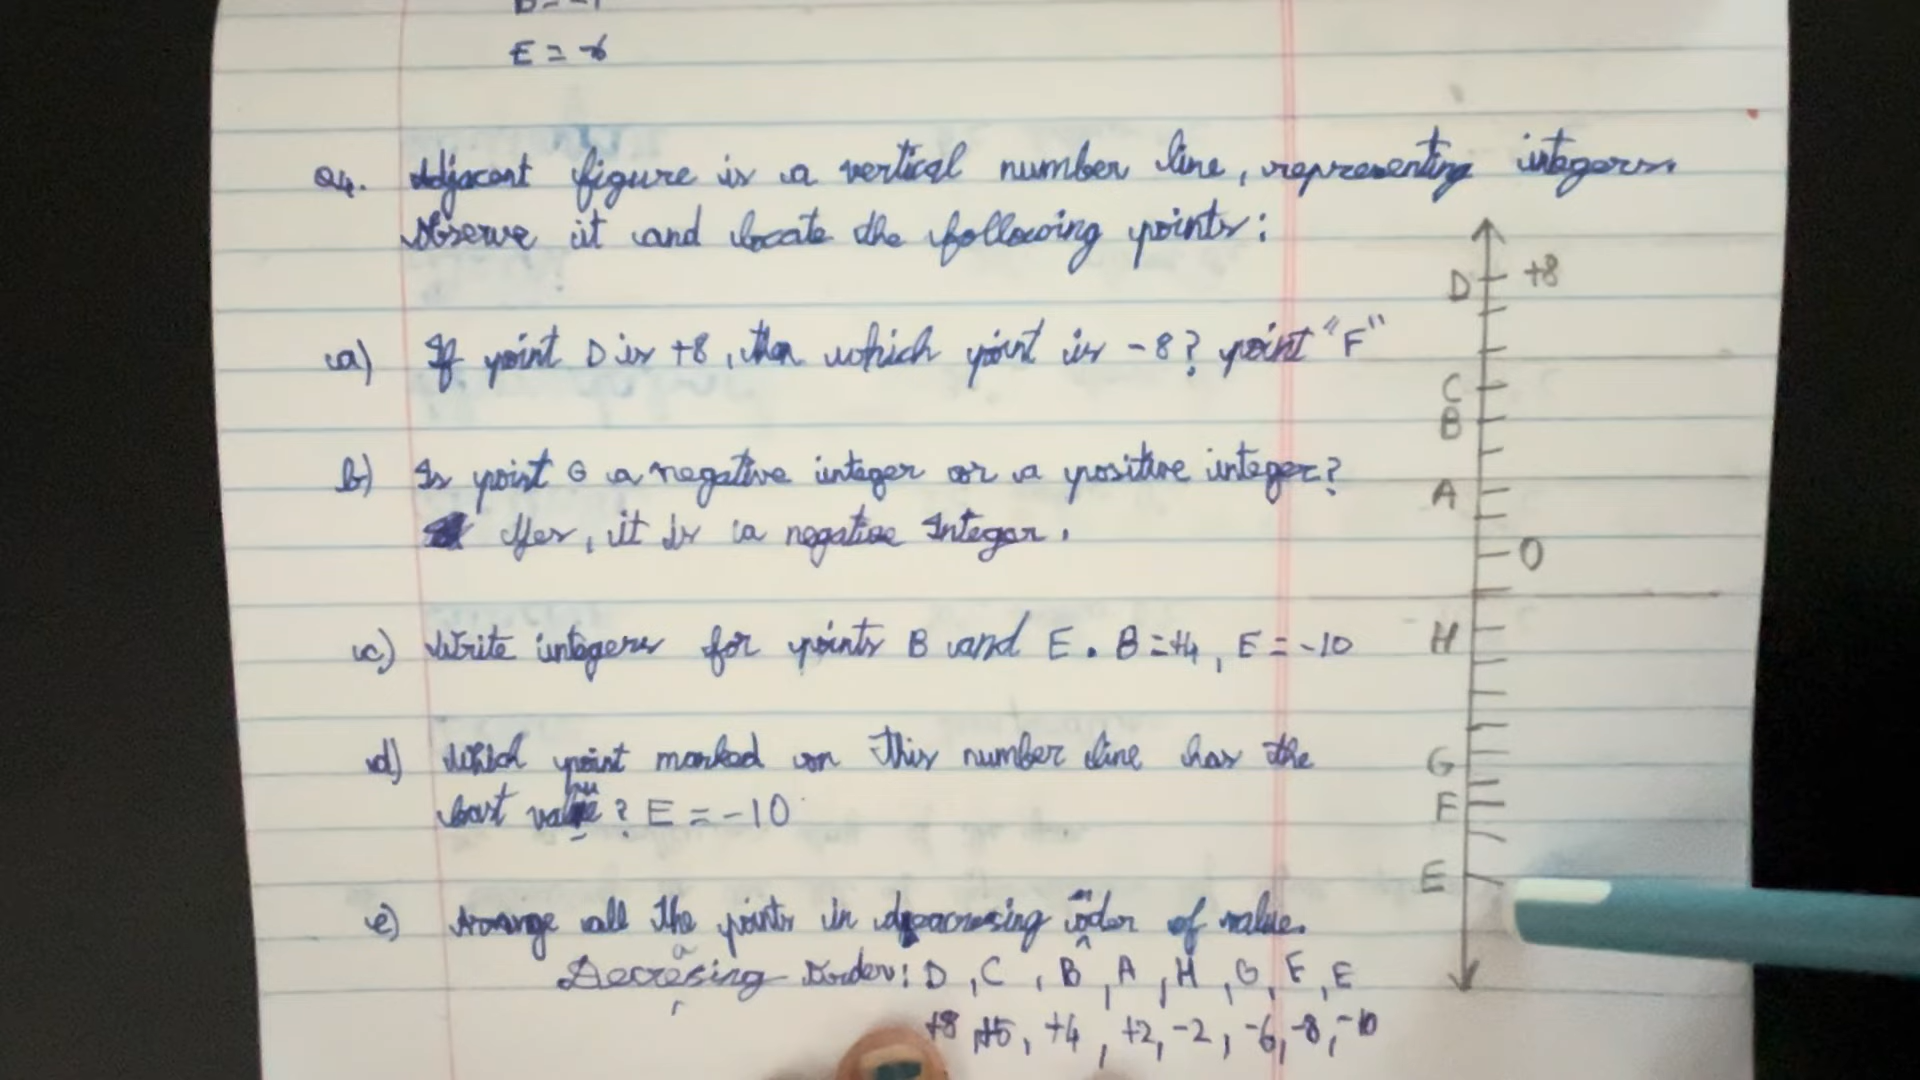 E = -6
Q4. Adjacent figure is a vertical number line, representing integers.
Observe it and locate the following points:
a) If point D is +8, then which point is -8? point "F"
b) Is point G a negative integer or a positive integer?
Yes, it is a negative Integer.
c) Write integers for points B and E. B = +4, E = -10
d) Which point marked on this number line has the
least value? E = -10
e) Arrange all the points in decreasing order of value.
Decreasing Order: D, C, B, A, H, G, F, E
+8, +5, +4, +2, -2, -6, -8, -10
D +8
C
B
A
O
H
G
F
E